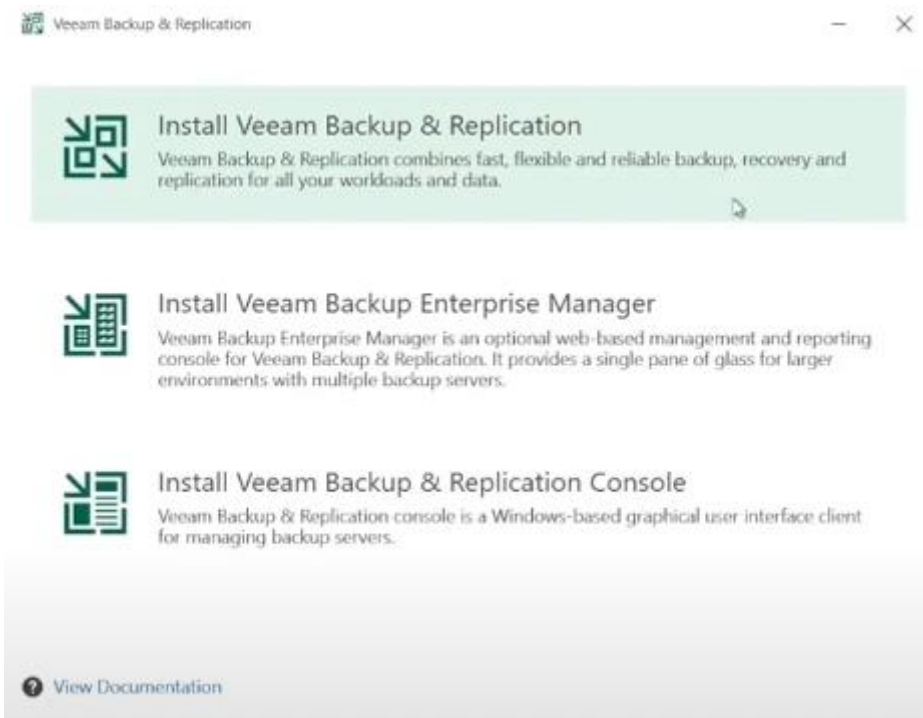 Veeam Backup & Replication
Install Veeam Backup & Replication
Veeam Backup & Replication combines fast, flexible and reliable backup, recovery and
replication for all your workloads and data.
Install Veeam Backup Enterprise Manager
Veeam Backup Enterprise Manager is an optional web-based management and reporting
console for Veeam Backup & Replication. It provides a single pane of glass for larger
environments with multiple backup servers.
Install Veeam Backup & Replication Console
Veeam Backup & Replication console is a Windows-based graphical user interface client
for managing backup servers.
View Documentation